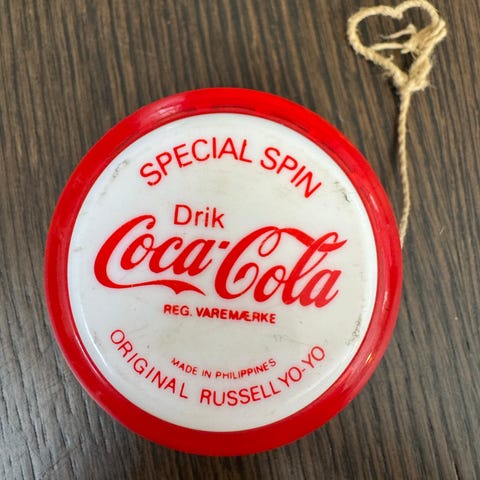 SPECIAL SPIN
Drik
Coca-Cola
REG. VAREMÆRKE
MADE IN PHILIPPINES
ORIGINAL RUSSELL YO-YO